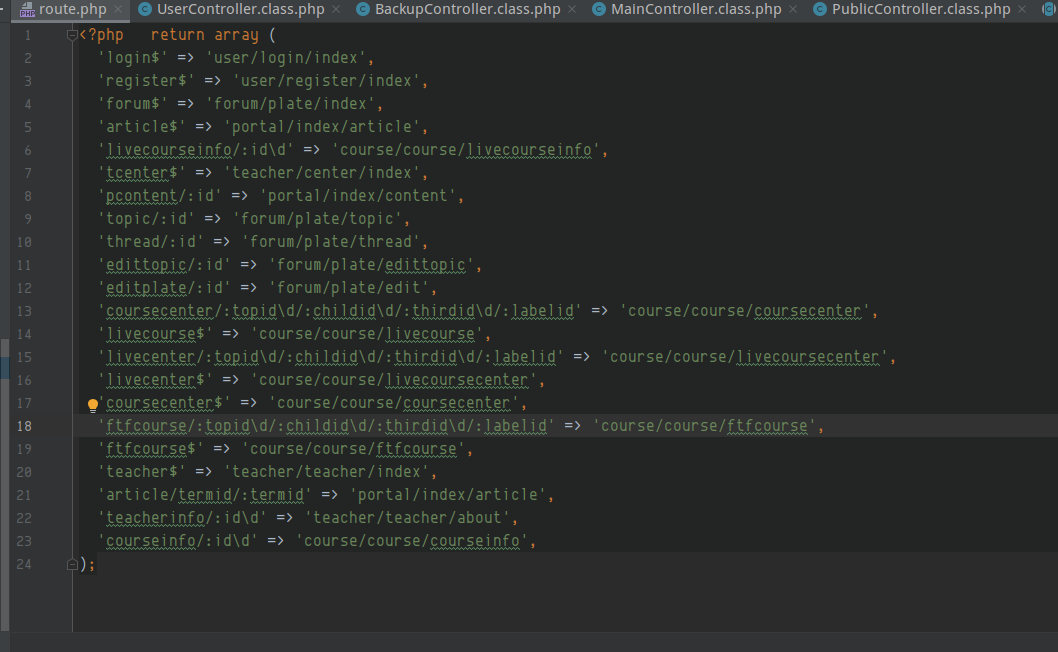 route.php UserController.class.php BackupController.class.php MainController.class.php PublicController.class.php
1 <?php   return array (
2 'login$' => 'user/login/index',
3 'register$' => 'user/register/index',
4 'forum$' => 'forum/plate/index',
5 'article$' => 'portal/index/article',
6 'livecourseinfo/:id\d' => 'course/course/livecourseinfo',
7 'tcenter$' => 'teacher/center/index',
8 'pcontent/:id' => 'portal/index/content',
9 'topic/:id' => 'forum/plate/topic',
10 'thread/:id' => 'forum/plate/thread',
11 'edittopic/:id' => 'forum/plate/edittopic',
12 'editplate/:id' => 'forum/plate/edit',
13 'coursecenter/:topid\d/:childid\d/:thirdid\d/:labelid' => 'course/course/coursecenter',
14 'livecourse$' => 'course/course/livecourse',
15 'livecenter/:topid\d/:childid\d/:thirdid\d/:labelid' => 'course/course/livecoursecenter',
16 'livecenter$' => 'course/course/livecoursecenter',
17 'coursecenter$' => 'course/course/coursecenter',
18 'ftfcourse/:topid\d/:childid\d/:thirdid\d/:labelid' => 'course/course/ftfcourse',
19 'ftfcourse$' => 'course/course/ftfcourse',
20 'teacher$' => 'teacher/teacher/index',
21 'article/termid/:termid' => 'portal/index/article',
22 'teacherinfo/:id\d' => 'teacher/teacher/about',
23 'courseinfo/:id\d' => 'course/course/courseinfo',
24 );